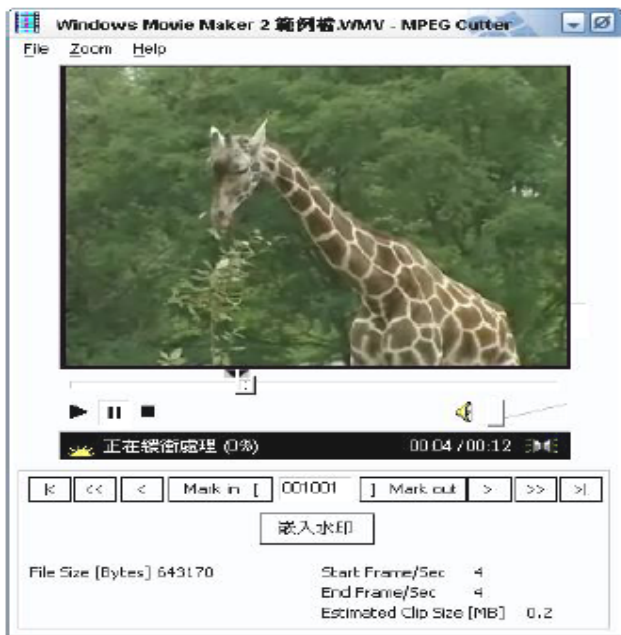 Windows Movie Maker 2 範例檔.WMV - MPEG Cutter
File Zoom Help
正在緩衝處理 (0%) 00:04 / 00:12
|< << < Mark in [ 001001 ] Mark out > >> >|
嵌入水印
File Size [Bytes] 643170
Start Frame/Sec 4
End Frame/Sec 4
Estimated Clip Size [MB] 0.2